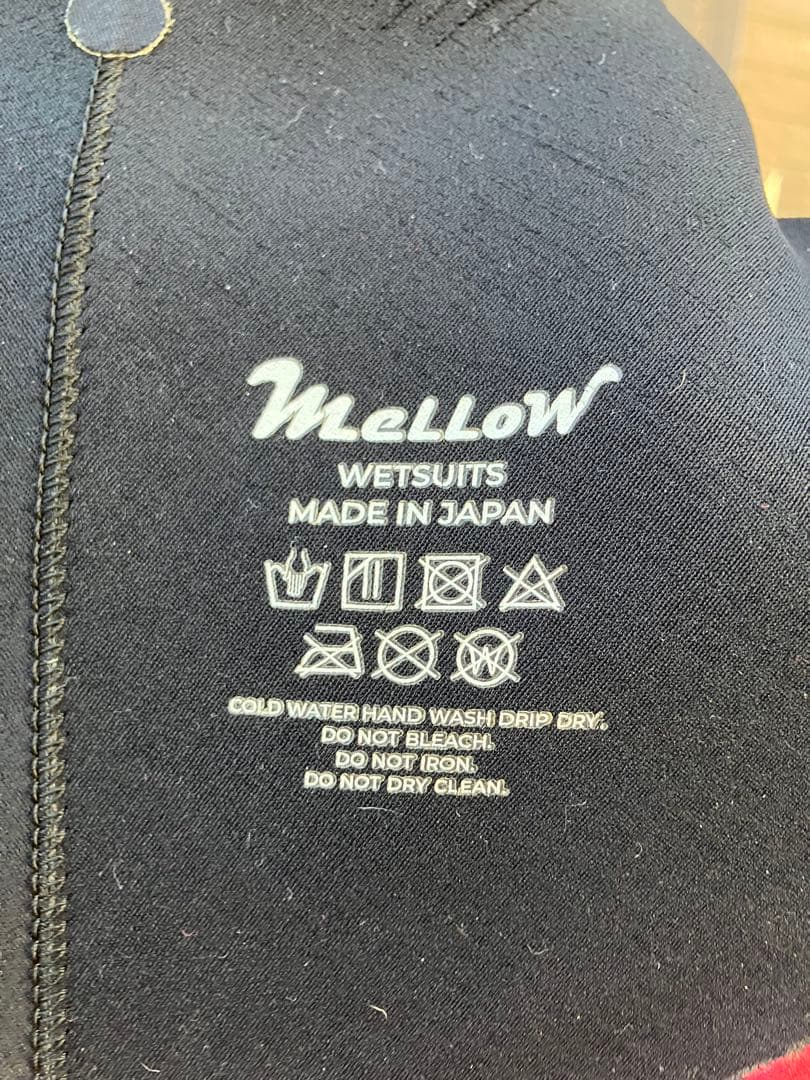 mellow
WETSUITS
MADE IN JAPAN
W
COLD WATER HAND WASH DRIP DRY.
DO NOT BLEACH.
DO NOT IRON.
DO NOT DRY CLEAN.